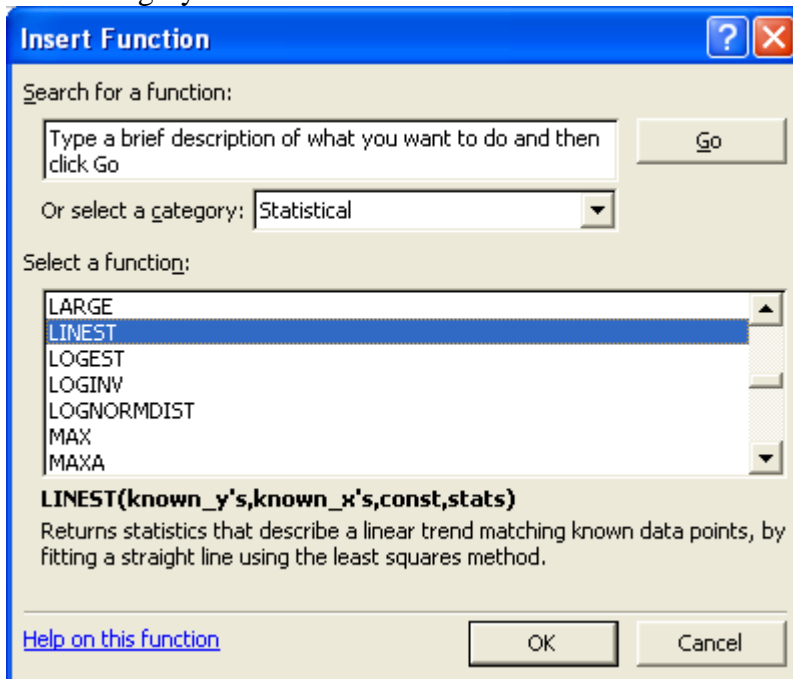 Insert Function
Search for a function:
Type a brief description of what you want to do and then
click Go
Go
Or select a category: Statistical
Select a function:
LARGE
LINEST
LOGEST
LOGINV
LOGNORMDIST
MAX
MAXA
LINEST(known_y's,known_x's,const,stats)
Returns statistics that describe a linear trend matching known data points, by
fitting a straight line using the least squares method.
Help on this function
OK
Cancel